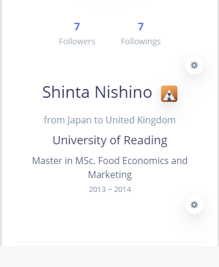 7 7
Followers Followings
Shinta Nishino
from Japan to United Kingdom
University of Reading
Master in MSc. Food Economics and
Marketing
2013 – 2014